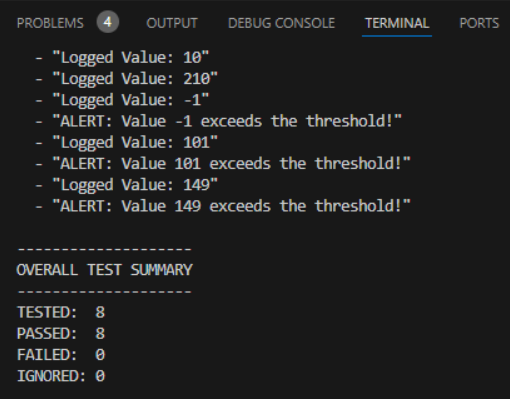 PROBLEMS 4 OUTPUT DEBUG CONSOLE TERMINAL PORTS
- "Logged Value: 10"
- "Logged Value: 210"
- "Logged Value: -1"
- "ALERT: Value -1 exceeds the threshold!"
- "Logged Value: 101"
- "ALERT: Value 101 exceeds the threshold!"
- "Logged Value: 149"
- "ALERT: Value 149 exceeds the threshold!"
--------------------
OVERALL TEST SUMMARY
--------------------
TESTED: 8
PASSED: 8
FAILED: 0
IGNORED: 0